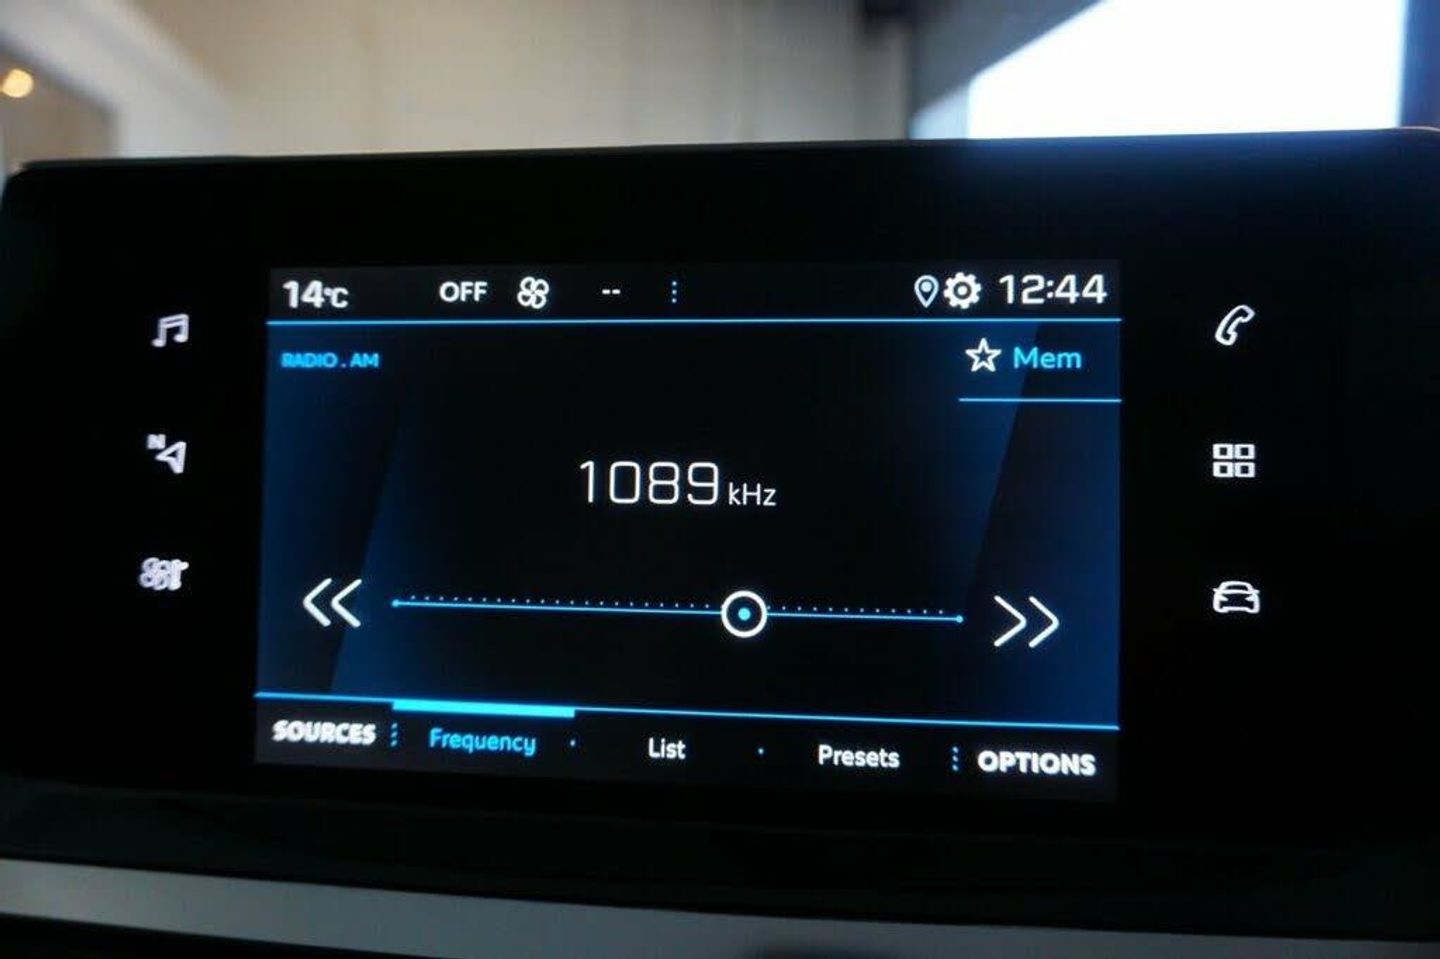 14°C OFF -- 12:44
RADIO . AM
Mem
N
1089 kHz
SOURCES Frequency · List · Presets OPTIONS